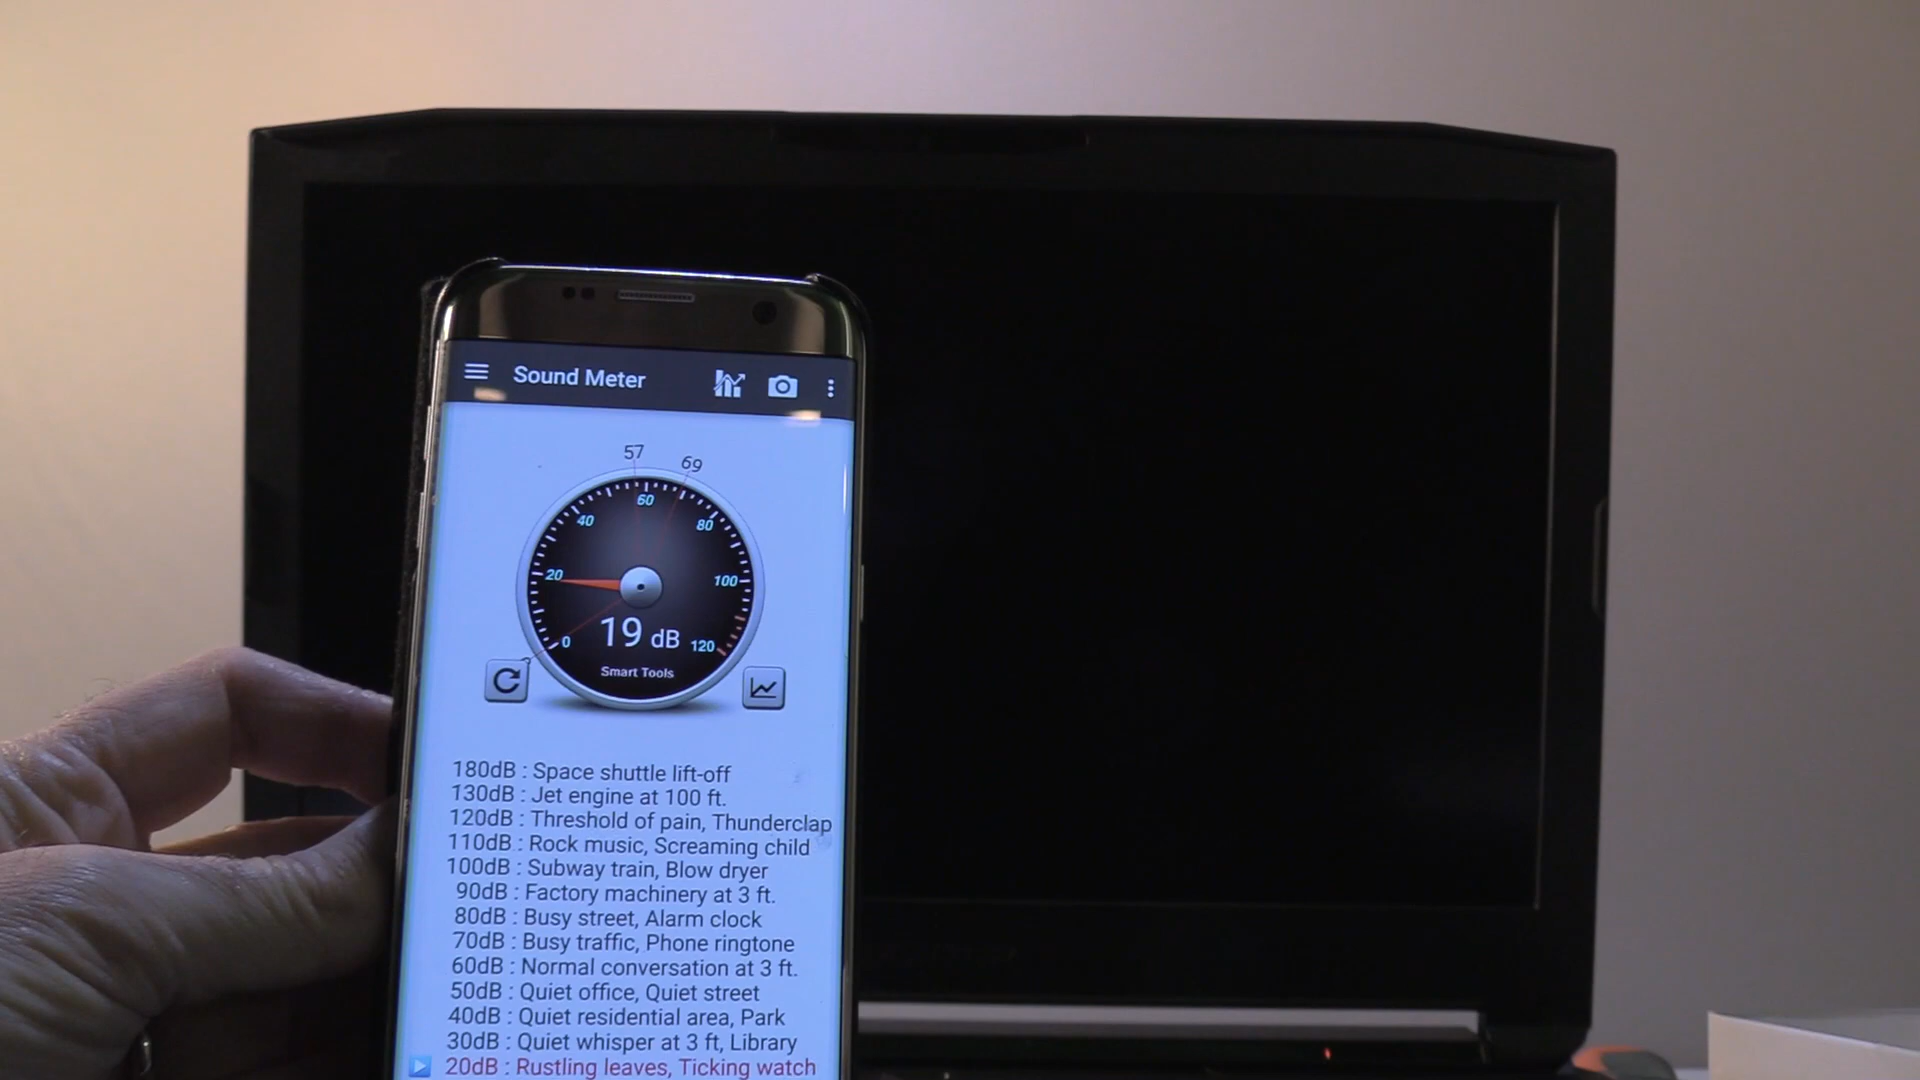 Sound Meter
57
69
60
40
80
20
100
19 dB
0
120
Smart Tools
180dB : Space shuttle lift-off
130dB : Jet engine at 100 ft.
120dB : Threshold of pain, Thunderclap
110dB : Rock music, Screaming child
100dB : Subway train, Blow dryer
90dB : Factory machinery at 3 ft.
80dB : Busy street, Alarm clock
70dB : Busy traffic, Phone ringtone
60dB : Normal conversation at 3 ft.
50dB : Quiet office, Quiet street
40dB : Quiet residential area, Park
30dB : Quiet whisper at 3 ft, Library
20dB : Rustling leaves, Ticking watch